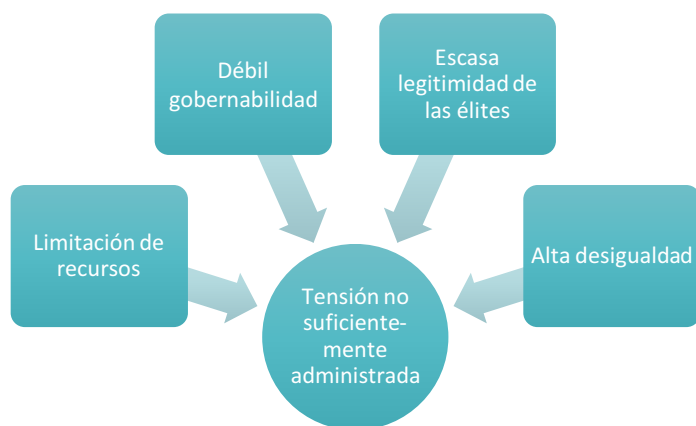 Débil
gobernabilidad
Escasa
legitimidad de
las élites
Limitación de
recursos
Alta desigualdad
Tensión no
suficiente-
mente
administrada